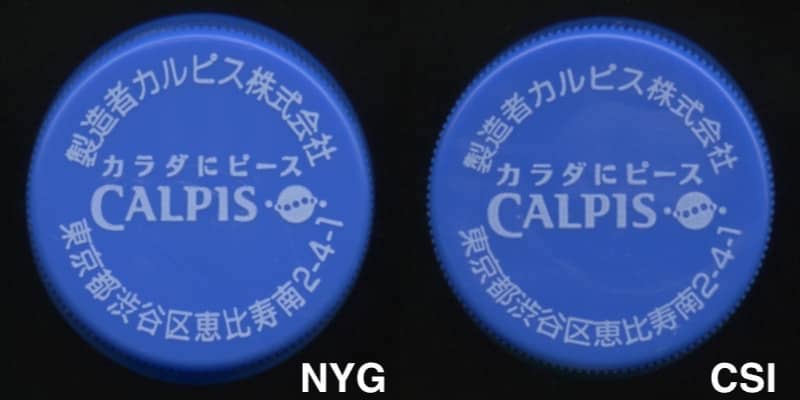 製造者カルピス株式会社
カラダにピース
CALPIS
東京都渋谷区恵比寿南2-4-1
NYG
製造者カルピス株式会社
カラダにピース
CALPIS
東京都渋谷区恵比寿南2-4-1
CSI